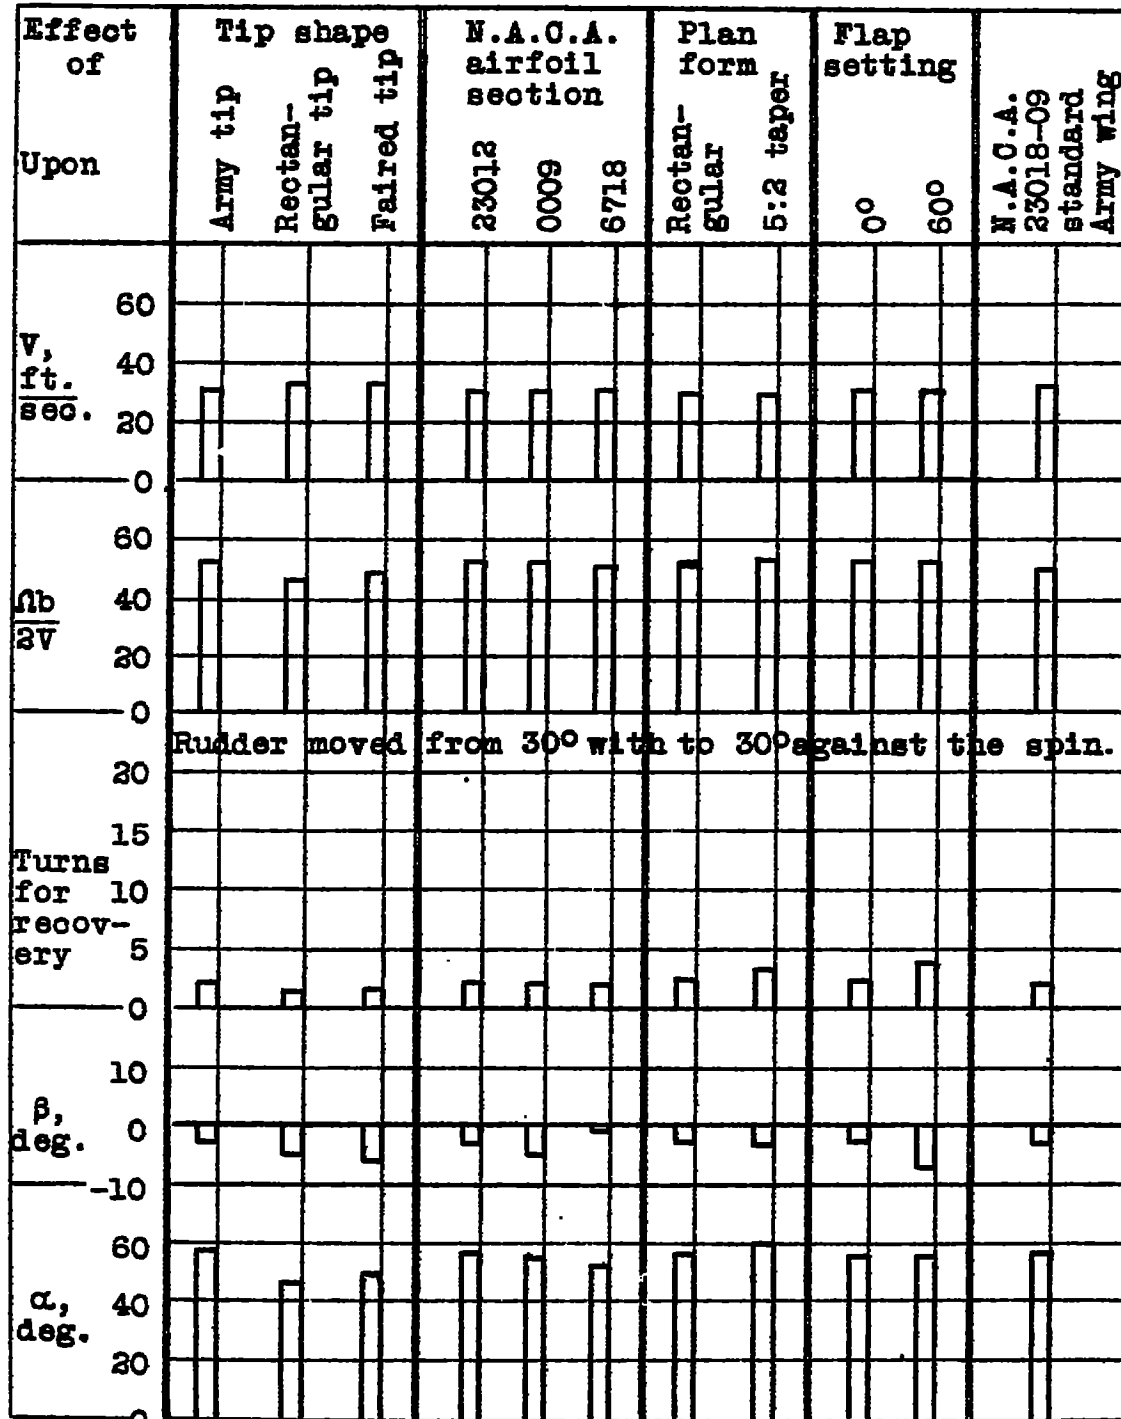 Effect of
Upon
Tip shape
Army tip
Rectan-
gular tip
Faired tip
N.A.C.A.
airfoil
section
23012
0009
6718
Plan
form
Rectan-
gular
5:2 taper
Flap
setting
0°
60°
N.A.C.A.
23018-09
standard
Army wing
V,
ft.
sec.
60
40
20
0
Ωb
2V
60
40
20
0
Rudder moved from 30° with to 30° against the spin.
Turns
for
recov-
ery
20
15
10
5
0
β,
deg.
10
0
-10
α,
deg.
60
40
20
0